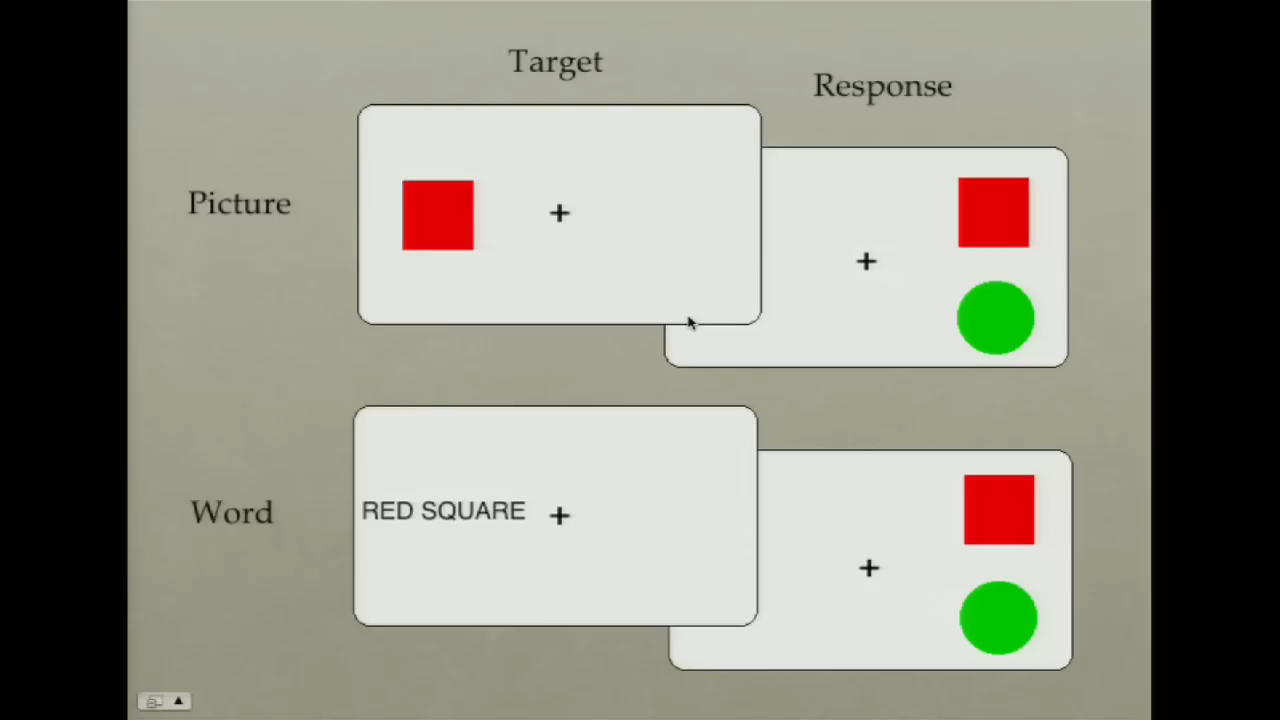 Target
Response
Picture
+
+
Word
RED SQUARE +
+